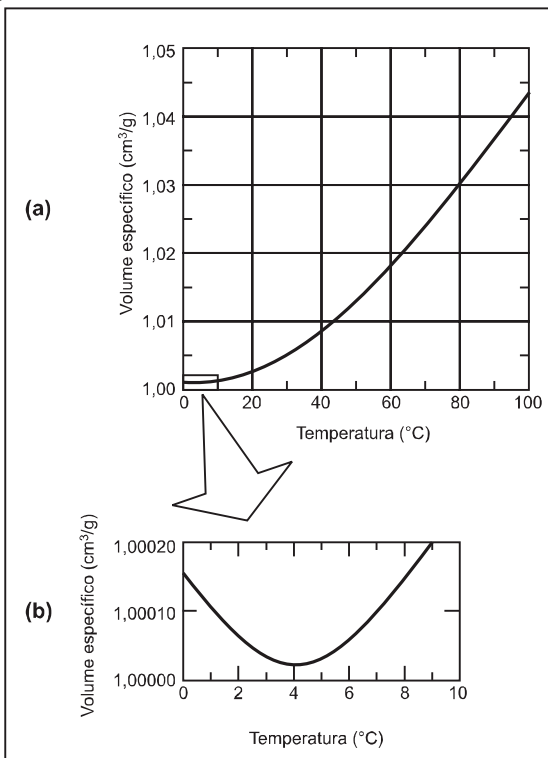 (a)
Volume específico (cm³/g)
1,05
1,04
1,03
1,02
1,01
1,00
0 20 40 60 80 100
Temperatura (°C)
(b)
Volume específico (cm³/g)
1,00020
1,00010
1,00000
0 2 4 6 8 10
Temperatura (°C)